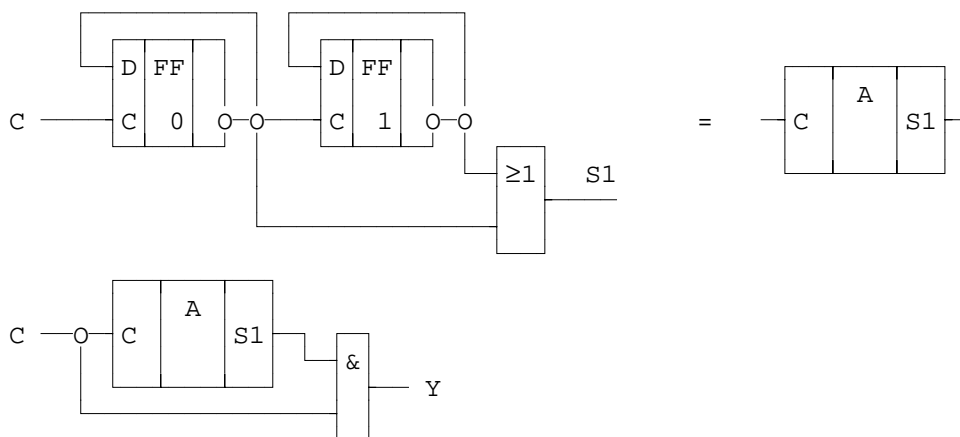 D FF D FF
A
C C 0 O O C 1 O O = C S1
≥1 S1
A
C O C S1
&
Y